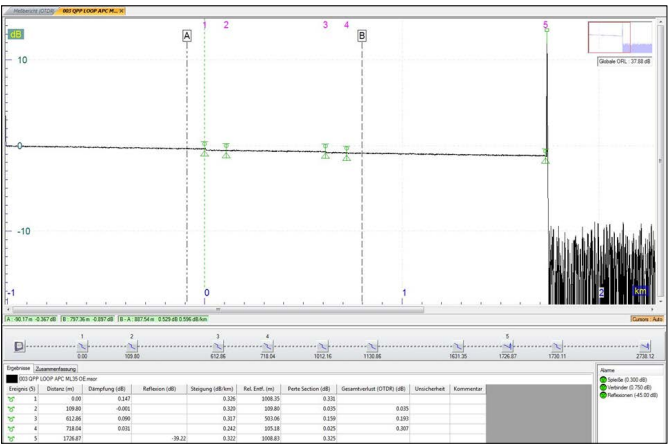 Meßbericht (OTDR) 003 QPP LOOP APC M...
dB
1 2 3 4 5
A B
10
Globale ORL : 37.88 dB
0
-10
-1 0 1 2 km
A : -90.17 m -0.367 dB B : 797.36 m -0.897 dB B - A : 887.54 m 0.529 dB 0.596 dB/km Cursors Auto
1 2 3 4 5
0.00 109.80 612.86 718.04 1012.16 1130.86 1631.35 1726.87 1730.11 2738.12
Ergebnisse Zusammenfassung
003 QPP LOOP APC ML35 OE.msor
Ereignis (5) Distanz (m) Dämpfung (dB) Reflexion (dB) Steigung (dB/km) Rel. Entf. (m) Perte Section (dB) Gesamtverlust (OTDR) (dB) Unsicherheit Kommentar
1 0.00 0.147 0.326 1008.35 0.331
2 109.80 -0.001 0.320 109.80 0.035 0.035
3 612.86 0.090 0.317 503.06 0.159 0.193
4 718.04 0.031 0.242 105.18 0.025 0.307
5 1726.87 -39.22 0.322 1008.83 0.325
Alarme
Spleiße (0.300 dB)
Verbinder (0.750 dB)
Reflexionen (-45.00 dB)